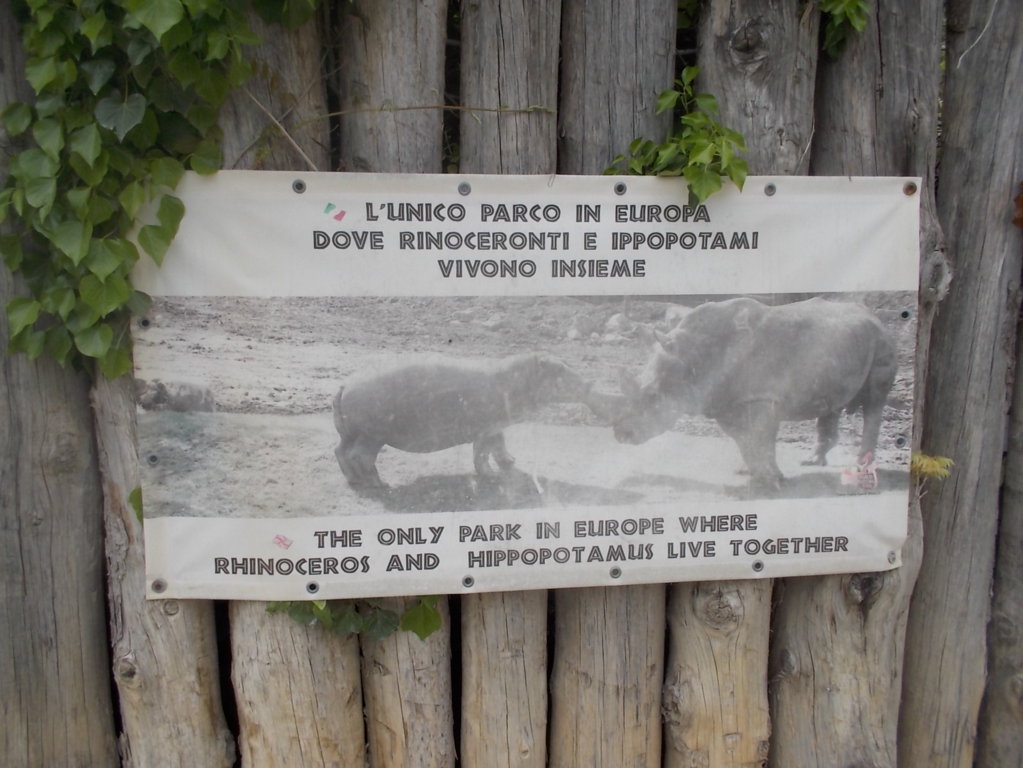 L'UNICO PARCO IN EUROPA
DOVE RINOCERONTI E IPPOPOTAMI
VIVONO INSIEME
THE ONLY PARK IN EUROPE WHERE
RHINOCEROS AND HIPPOPOTAMUS LIVE TOGETHER